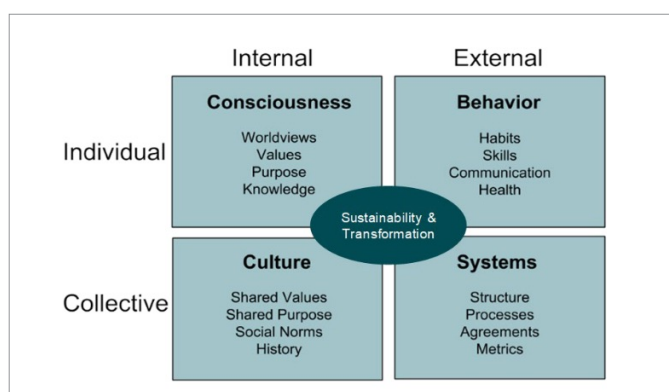 Internal
External
Individual
Consciousness
Worldviews
Values
Purpose
Knowledge
Behavior
Habits
Skills
Communication
Health
Sustainability &
Transformation
Collective
Culture
Shared Values
Shared Purpose
Social Norms
History
Systems
Structure
Processes
Agreements
Metrics